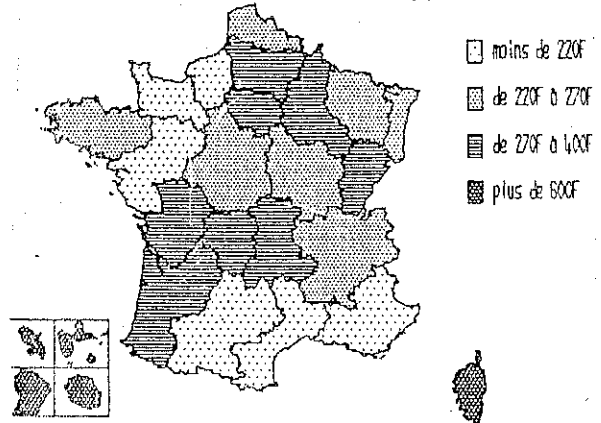 moins de 220F
de 220F à 270F
de 270F à 400F
plus de 600F